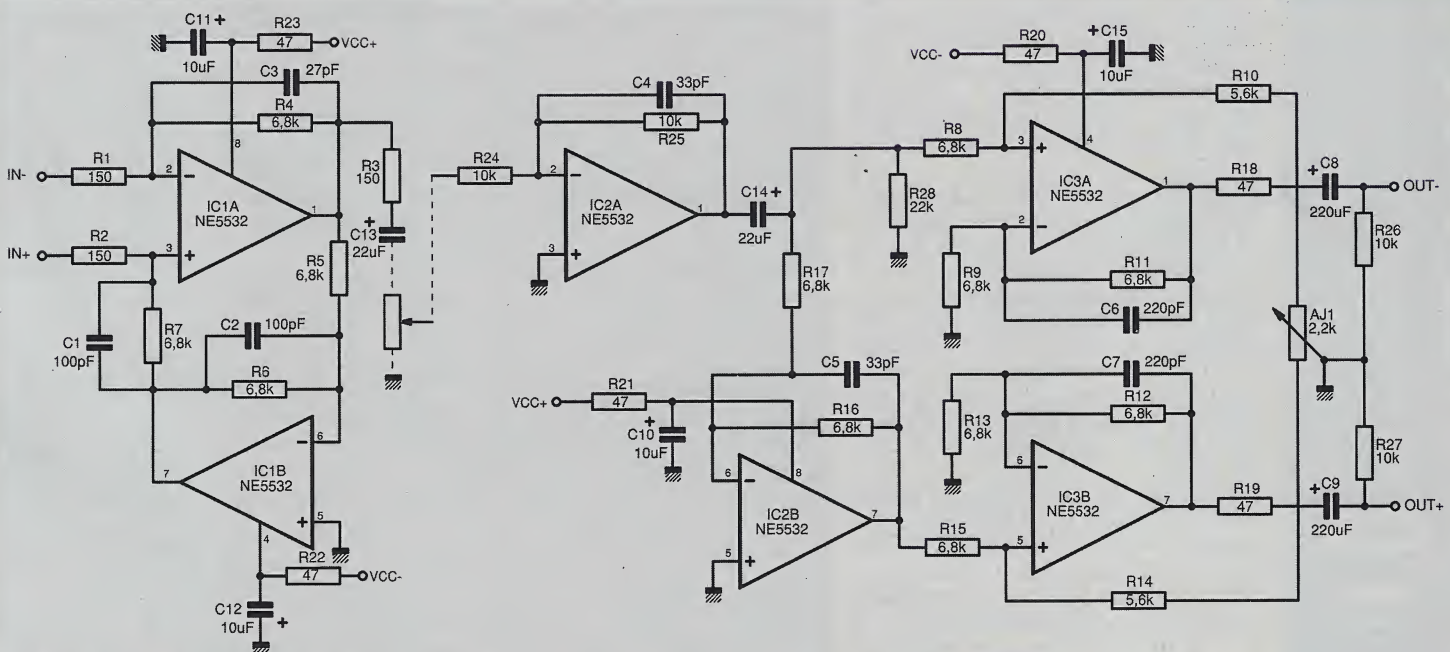 C11 +
10uF
R23
47
VCC+
C3
27pF
R4
6,8k
8
IN-
R1
150
2
−
IC1A
NE5532
1
R3
150
IN+
R2
150
3
+
+
C13
22uF
R5
6,8k
C1
100pF
R7
6,8k
C2
100pF
R6
6,8k
−
6
IC1B
NE5532
7
+
5
4
R22
47
VCC-
C12
10uF
+
R24
10k
C4
33pF
10k
R25
2
−
IC2A
NE5532
1
3
+
C14 +
22uF
R17
6,8k
C5
33pF
R16
6,8k
VCC+
R21
47
+
C10
10uF
6
−
8
IC2B
NE5532
7
5
+
VCC-
R20
47
+ C15
10uF
R10
5,6k
R8
6,8k
3
+
4
R28
22k
IC3A
NE5532
1
2
−
R9
6,8k
R11
6,8k
C6
220pF
R18
47
+ C8
220uF
OUT-
R26
10k
AJ1
2,2k
C7
220pF
R12
6,8k
R13
6,8k
6
−
IC3B
NE5532
7
R15
6,8k
5
+
R14
5,6k
R19
47
+ C9
220uF
R27
10k
OUT+